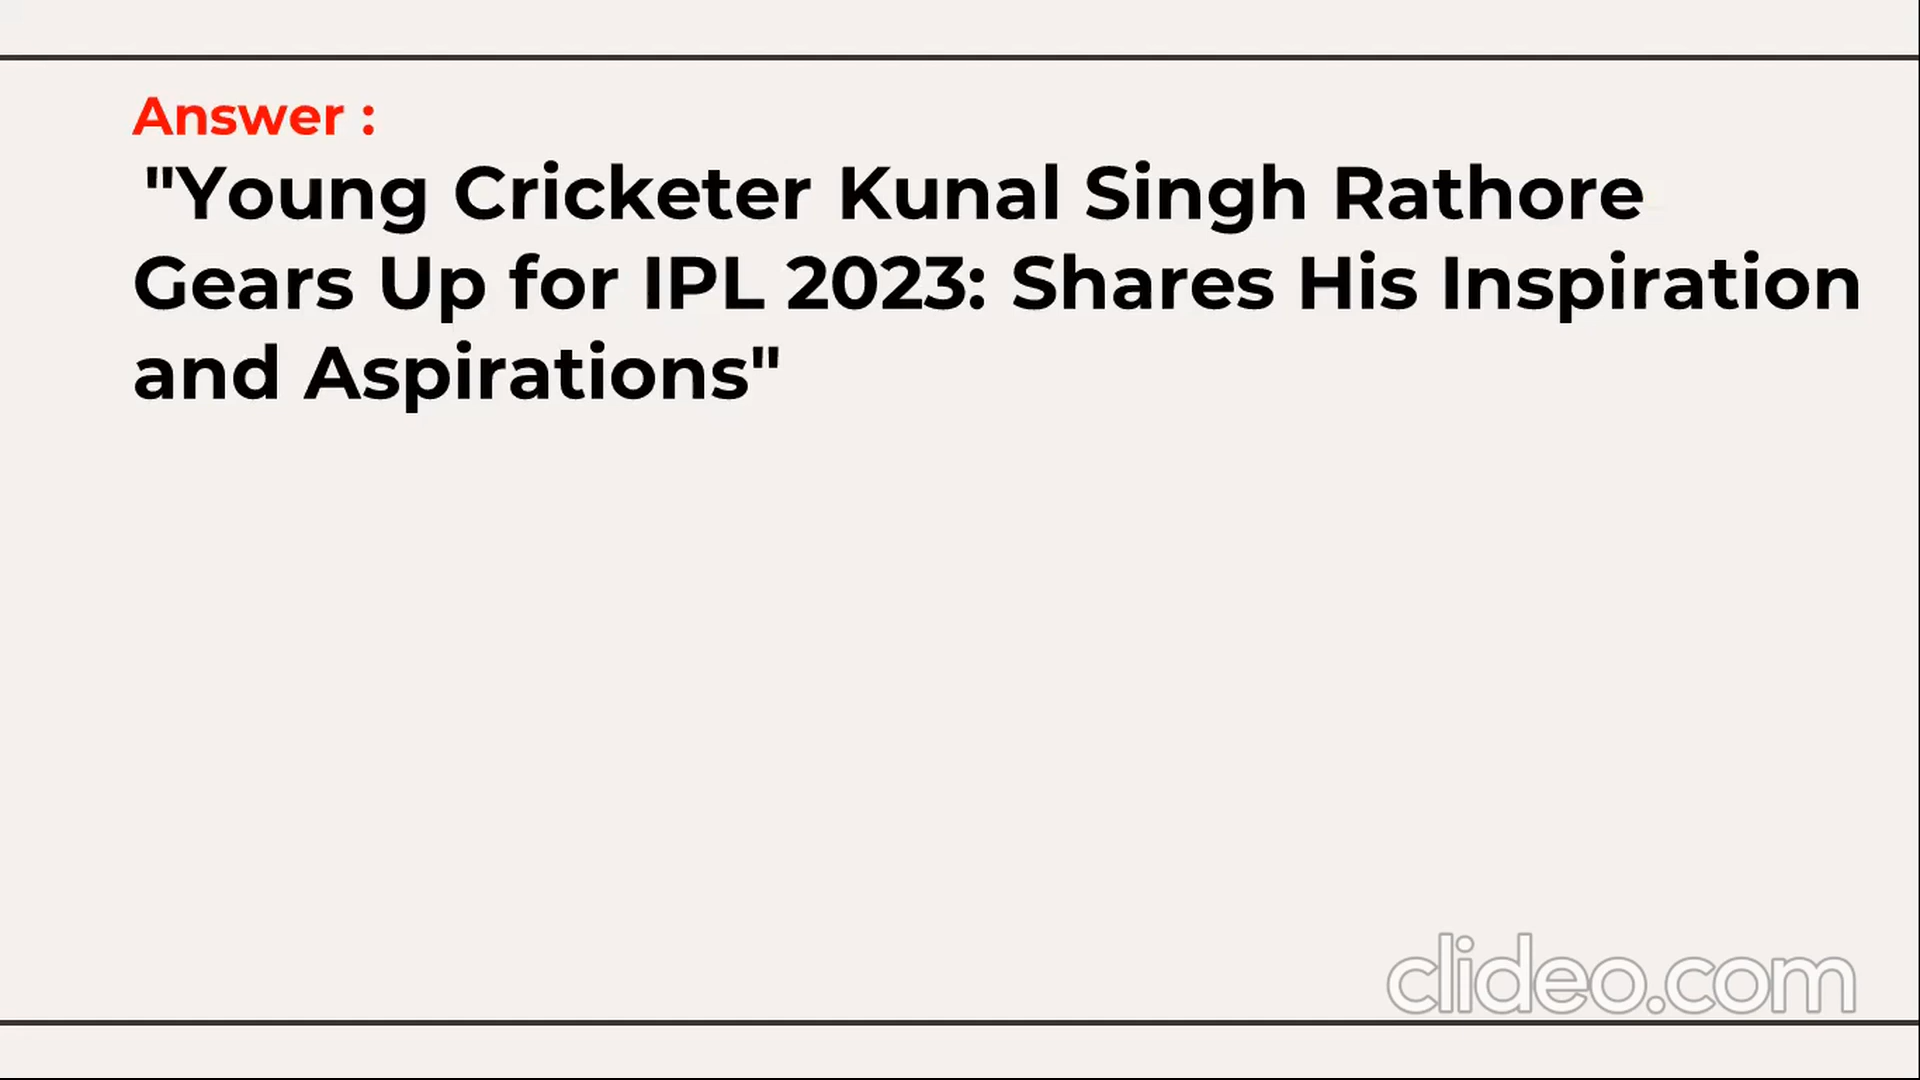 Answer :
"Young Cricketer Kunal Singh Rathore
Gears Up for IPL 2023: Shares His Inspiration
and Aspirations"
clideo.com